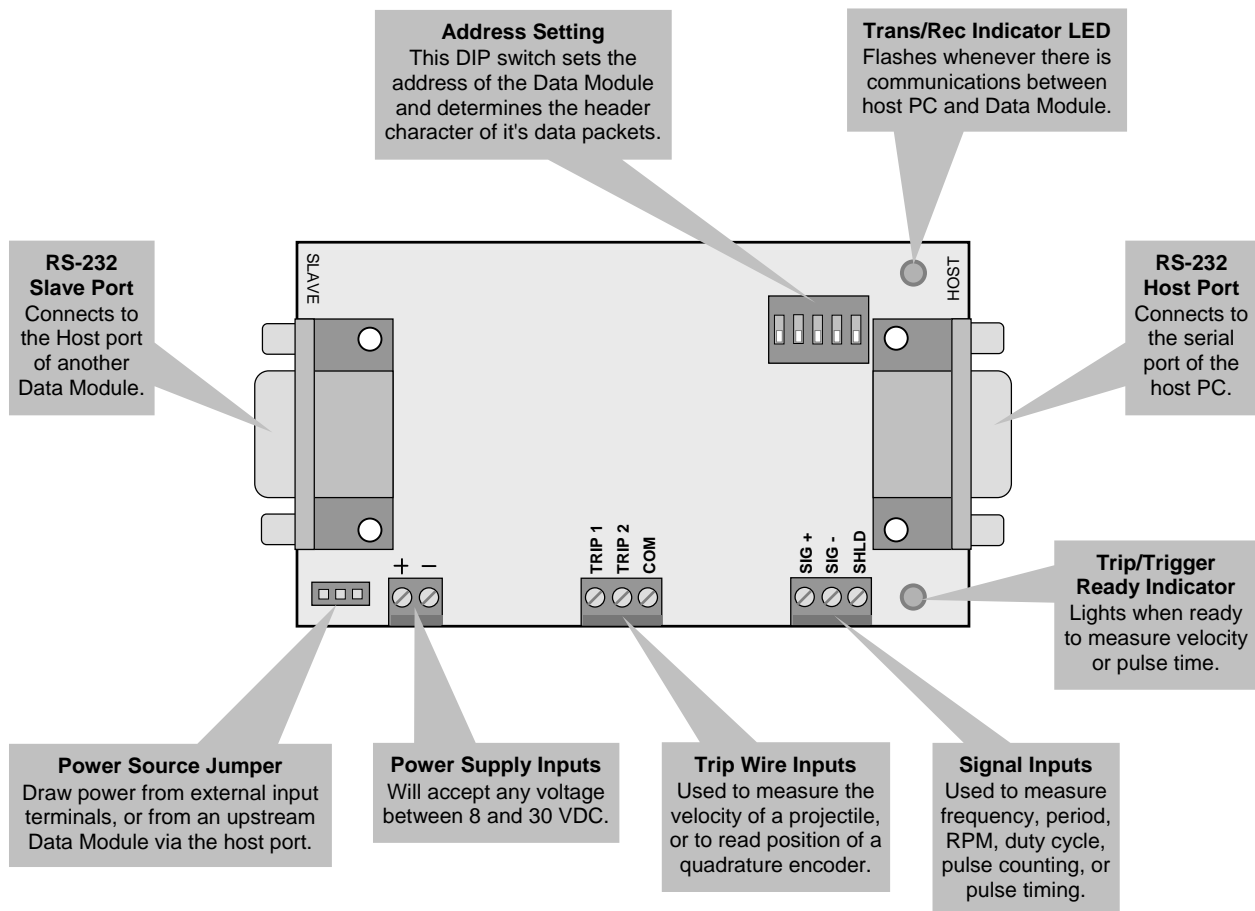 Address Setting
This DIP switch sets the
address of the Data Module
and determines the header
character of it's data packets.
Trans/Rec Indicator LED
Flashes whenever there is
communications between
host PC and Data Module.
RS-232
Slave Port
Connects to
the Host port
of another
Data Module.
SLAVE
HOST
RS-232
Host Port
Connects to
the serial
port of the
host PC.
+
–
TRIP 1
TRIP 2
COM
SIG +
SIG -
SHLD
Trip/Trigger
Ready Indicator
Lights when ready
to measure velocity
or pulse time.
Power Source Jumper
Draw power from external input
terminals, or from an upstream
Data Module via the host port.
Power Supply Inputs
Will accept any voltage
between 8 and 30 VDC.
Trip Wire Inputs
Used to measure the
velocity of a projectile,
or to read position of a
quadrature encoder.
Signal Inputs
Used to measure
frequency, period,
RPM, duty cycle,
pulse counting, or
pulse timing.